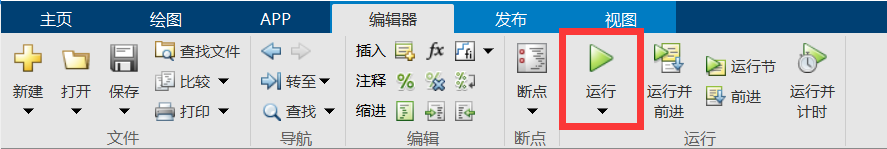 主页 绘图 APP 编辑器 发布 视图
新建 打开 保存 查找文件 比较 打印
文件
转至 查找
导航
插入 fx fi
注释 % % %
缩进
编辑
断点
断点
运行 运行并前进 运行节 前进 运行并计时
运行